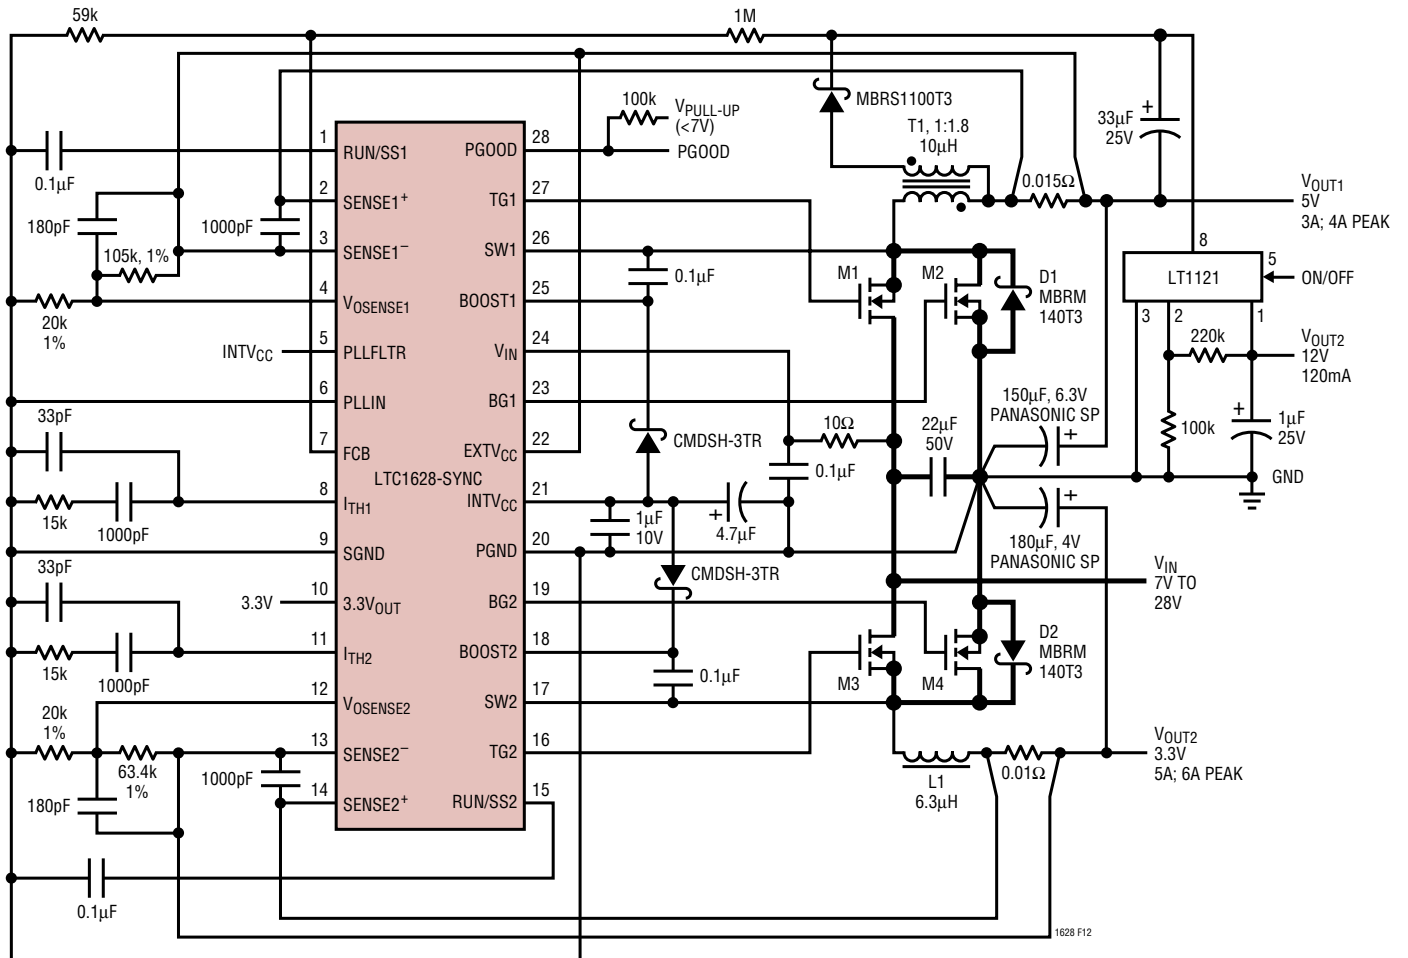 59k
1M
100k
VPULL-UP
(<7V)
PGOOD
MBRS1100T3
T1, 1:1.8
10μH
33μF
25V
+
0.015Ω
VOUT1
5V
3A; 4A PEAK
0.1μF
180pF
105k, 1%
1000pF
20k
1%
INTVCC
33pF
15k
1000pF
33pF
3.3V
15k
1000pF
20k
1%
63.4k
1%
180pF
1000pF
0.1μF
1
RUN/SS1
2
SENSE1+
3
SENSE1−
4
VOSENSE1
5
PLLFLTR
6
PLLIN
7
FCB
LTC1628-SYNC
8
ITH1
9
SGND
10
3.3VOUT
11
ITH2
12
VOSENSE2
13
SENSE2−
14
SENSE2+
PGOOD
28
TG1
27
SW1
26
BOOST1
25
VIN
24
BG1
23
EXTVCC
22
INTVCC
21
PGND
20
BG2
19
BOOST2
18
SW2
17
TG2
16
RUN/SS2
15
0.1μF
M1
M2
D1
MBRM
140T3
8
LT1121
5
ON/OFF
3
2
1
220k
VOUT2
12V
120mA
100k
+
1μF
25V
GND
150μF, 6.3V
PANASONIC SP
+
CMDSH-3TR
10Ω
22μF
50V
0.1μF
1μF
10V
+
4.7μF
+
180μF, 4V
PANASONIC SP
CMDSH-3TR
VIN
7V TO
28V
0.1μF
M3
M4
D2
MBRM
140T3
L1
6.3μH
0.01Ω
VOUT2
3.3V
5A; 6A PEAK
1628 F12